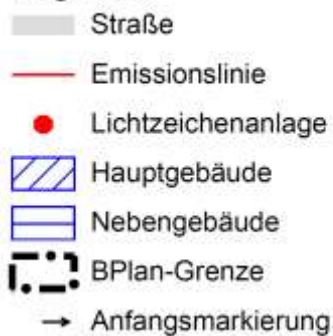 Straße
Emissionslinie
Lichtzeichenanlage
Hauptgebäude
Nebengebäude
BPlan-Grenze
Anfangsmarkierung